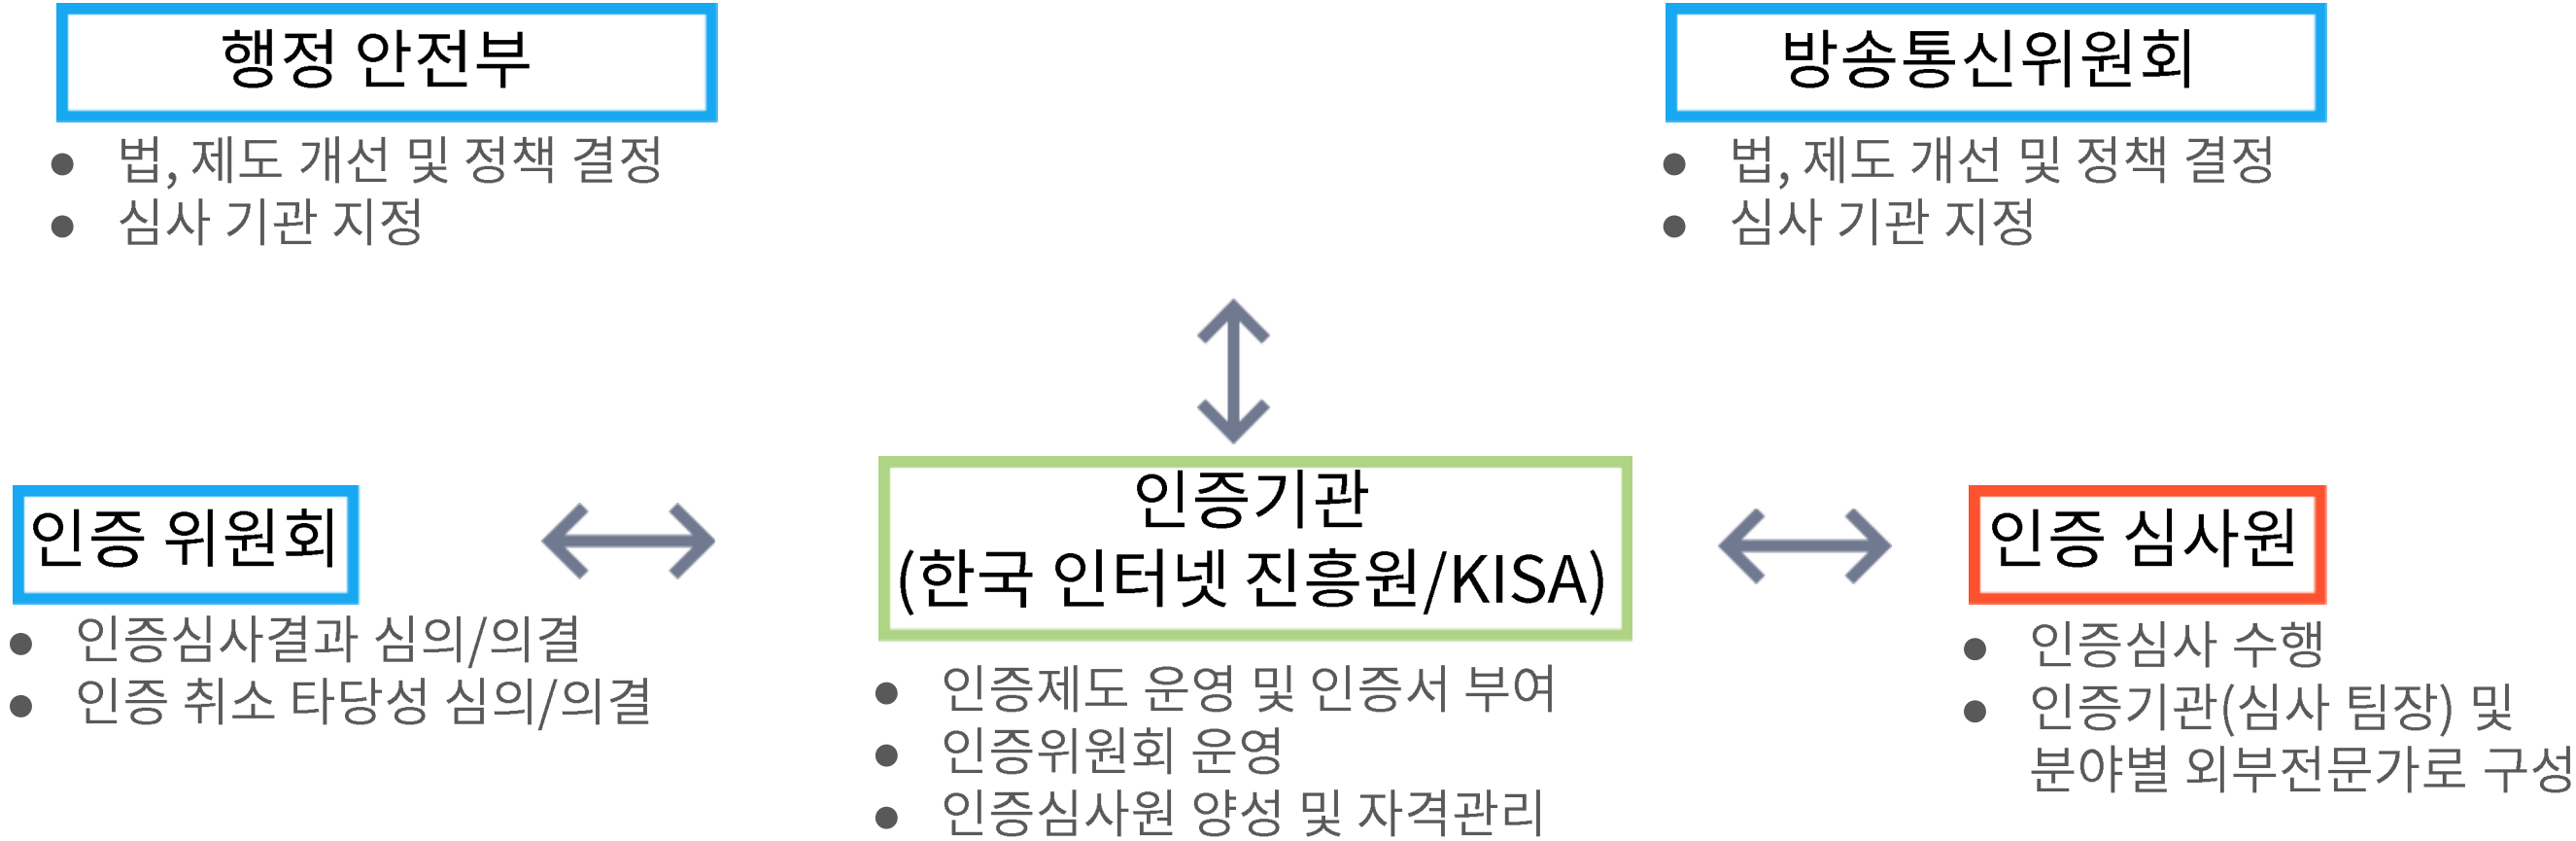 행정 안전부
● 법, 제도 개선 및 정책 결정
● 심사 기관 지정
방송통신위원회
● 법, 제도 개선 및 정책 결정
● 심사 기관 지정
인증 위원회
● 인증심사결과 심의/의결
● 인증 취소 타당성 심의/의결
인증기관
(한국 인터넷 진흥원/KISA)
● 인증제도 운영 및 인증서 부여
● 인증위원회 운영
● 인증심사원 양성 및 자격관리
인증 심사원
● 인증심사 수행
● 인증기관(심사 팀장) 및
분야별 외부전문가로 구성